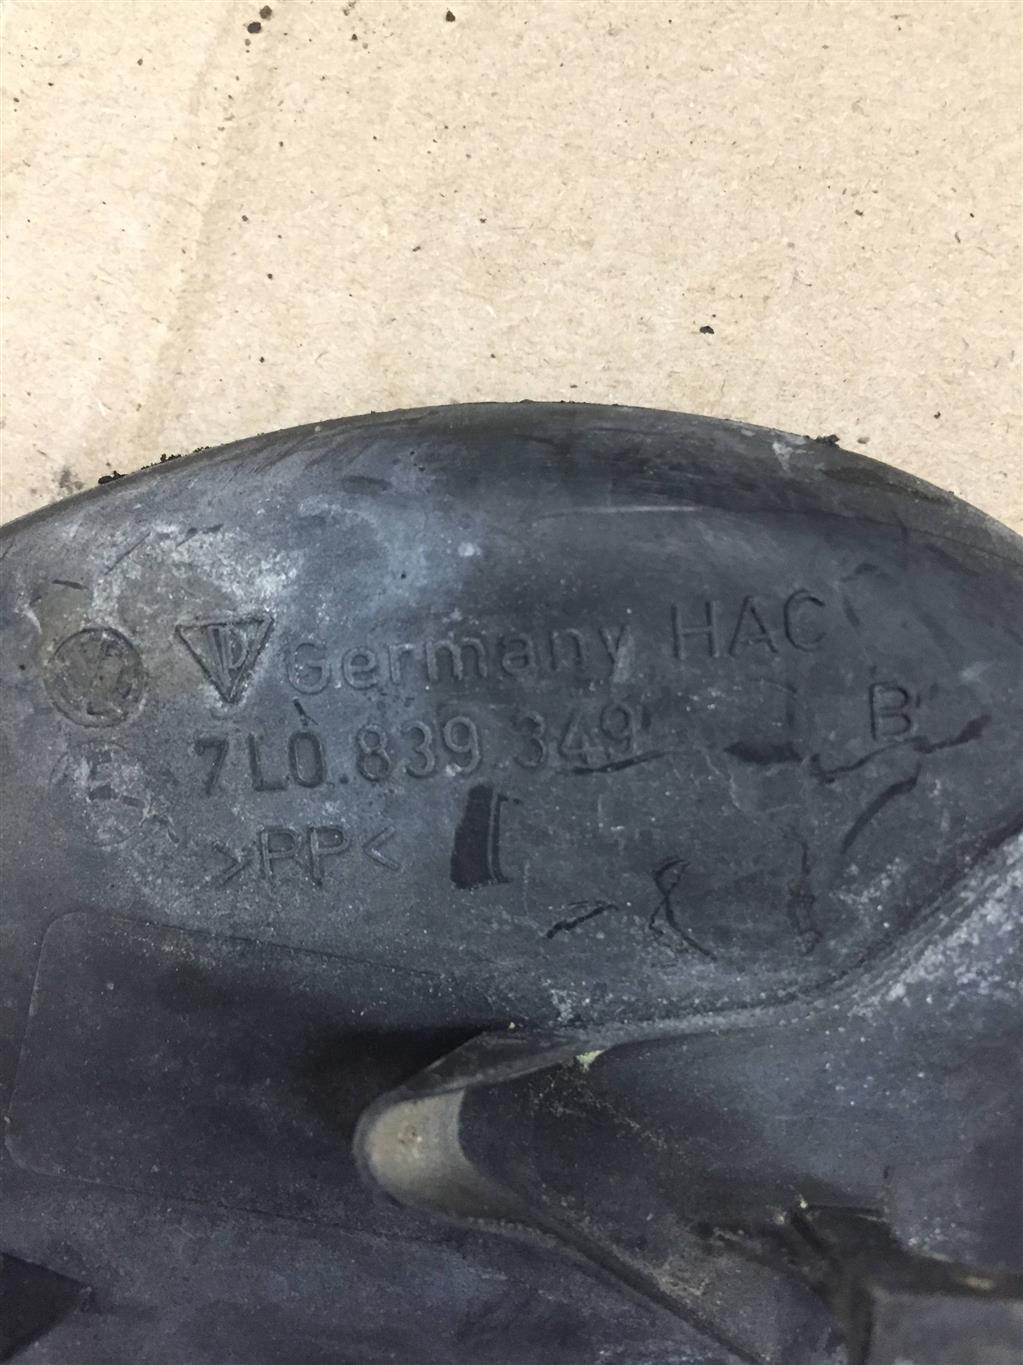 Germany HAC
7L0.839.349 B
>PP<